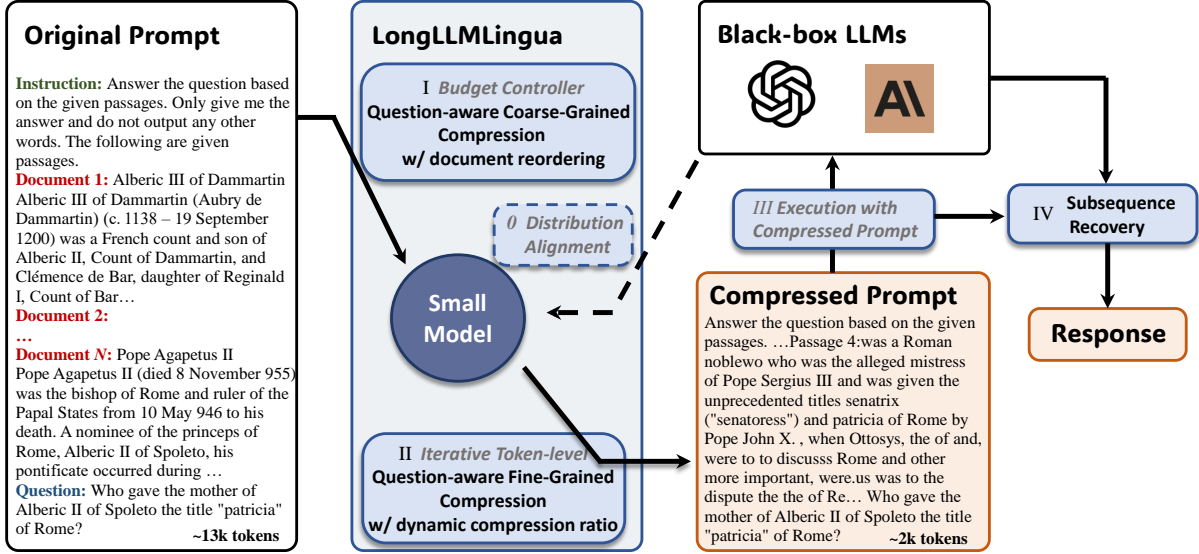 Original Prompt
Instruction: Answer the question based
on the given passages. Only give me the
answer and do not output any other
words. The following are given
passages.
Document 1: Alberic III of Dammartin
Alberic III of Dammartin (Aubry de
Dammartin) (c. 1138 – 19 September
1200) was a French count and son of
Alberic II, Count of Dammartin, and
Clémence de Bar, daughter of Reginald
I, Count of Bar…
Document 2:
…
Document N: Pope Agapetus II
Pope Agapetus II (died 8 November 955)
was the bishop of Rome and ruler of the
Papal States from 10 May 946 to his
death. A nominee of the princeps of
Rome, Alberic II of Spoleto, his
pontificate occurred during …
Question: Who gave the mother of
Alberic II of Spoleto the title "patricia"
of Rome?
~13k tokens
LongLLMLingua
I Budget Controller
Question-aware Coarse-Grained
Compression
w/ document reordering
0 Distribution
Alignment
Small
Model
II Iterative Token-level
Question-aware Fine-Grained
Compression
w/ dynamic compression ratio
Black-box LLMs
AI
III Execution with
Compressed Prompt
IV Subsequence
Recovery
Compressed Prompt
Answer the question based on the given
passages. …Passage 4:was a Roman
noblewo who was the alleged mistress
of Pope Sergius III and was given the
unprecedented titles senatrix
("senatoress") and patricia of Rome by
Pope John X. , when Ottosys, the of and,
were to to discusss Rome and other
more important, were.us was to the
dispute the the of Re… Who gave the
mother of Alberic II of Spoleto the title
"patricia" of Rome?
~2k tokens
Response